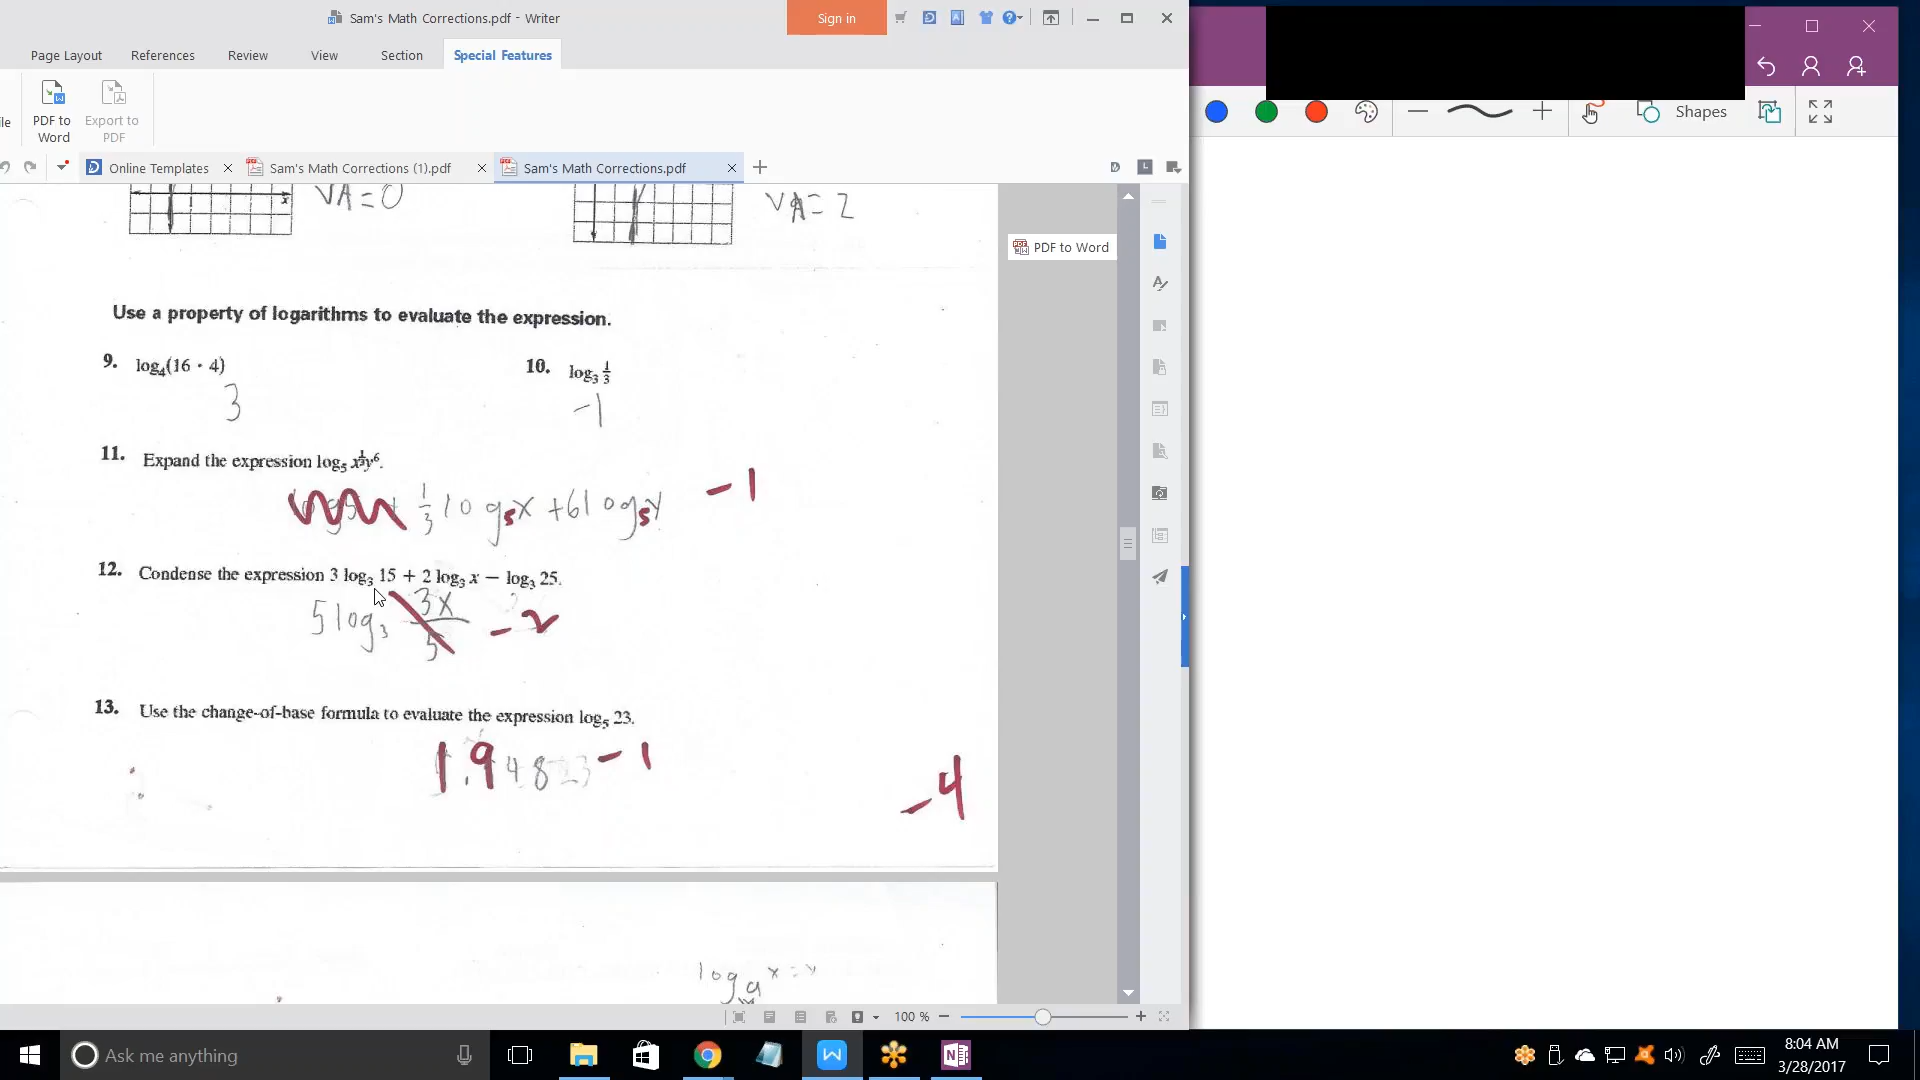 Sam's Math Corrections.pdf - Writer
Sign in
Page Layout References Review View Section Special Features
PDF to Word
Export to PDF
Online Templates
Sam's Math Corrections (1).pdf
Sam's Math Corrections.pdf
Shapes
VA = 0
VA = 2
PDF to Word
Use a property of logarithms to evaluate the expression.
9. log₄(16 · 4)
3
10. log₃ 1/3
-1
11. Expand the expression log₅ x^(1/3)y⁶.
1/3 log₅x + 6log₅y -1
12. Condense the expression 3 log₃ 15 + 2 log₃ x − log₃ 25.
5 log₃ 3x/5 -2
13. Use the change-of-base formula to evaluate the expression log₅ 23.
1.94823 -1
-4
100 %
Ask me anything
8:04 AM
3/28/2017